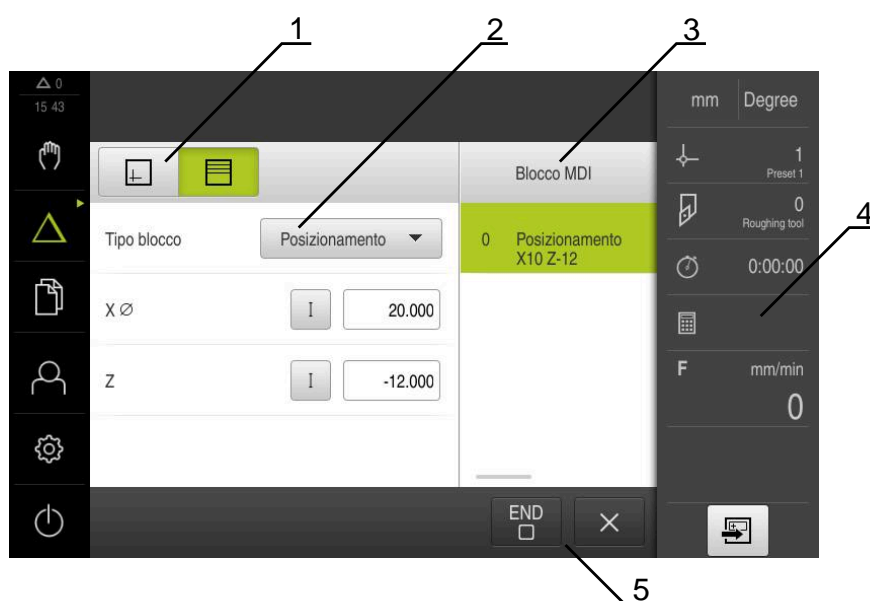 1 2 3
0
15 43
mm Degree
1
Preset 1
Blocco MDI
0
Roughing tool
4
Tipo blocco Posizionamento
0 Posizionamento
X10 Z-12
0:00:00
X ∅ I 20.000
F mm/min
Z I -12.000
0
END
5